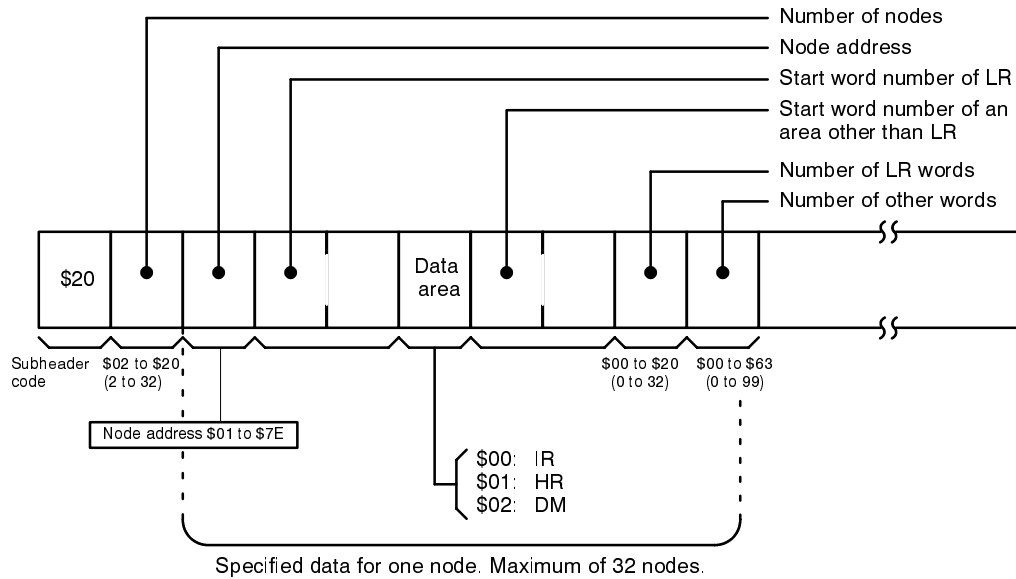 Number of nodes
Node address
Start word number of LR
Start word number of an
area other than LR
Number of LR words
Number of other words
$20
Data
area
Subheader
code
$02 to $20
(2 to 32)
$00 to $20
(0 to 32)
$00 to $63
(0 to 99)
Node address $01 to $7E
$00: IR
$01: HR
$02: DM
Specified data for one node. Maximum of 32 nodes.